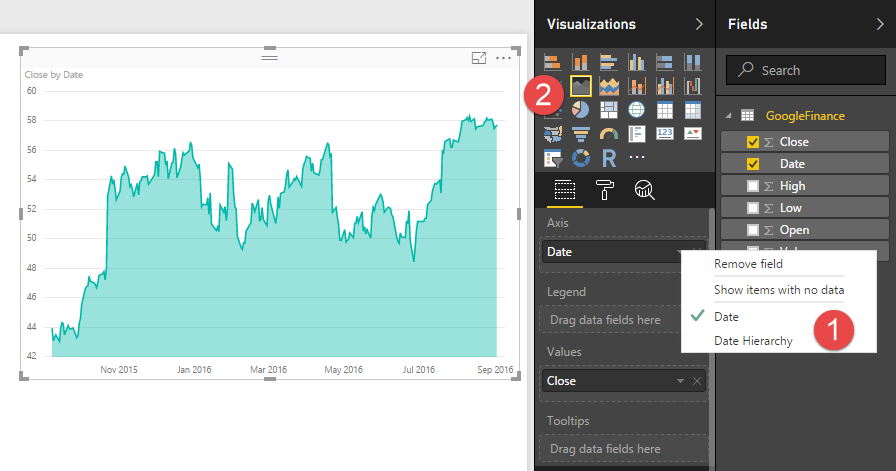 Close by Date
60
58
56
54
52
50
48
46
44
42
Nov 2015 Jan 2016 Mar 2016 May 2016 Jul 2016 Sep 2016
Visualizations
2
R
123
Axis
Date
Legend
Drag data fields here
Values
Close
Tooltips
Drag data fields here
Fields
Search
GoogleFinance
Σ Close
Date
Σ High
Σ Low
Σ Open
Remove field
Show items with no data
Date
Date Hierarchy
1